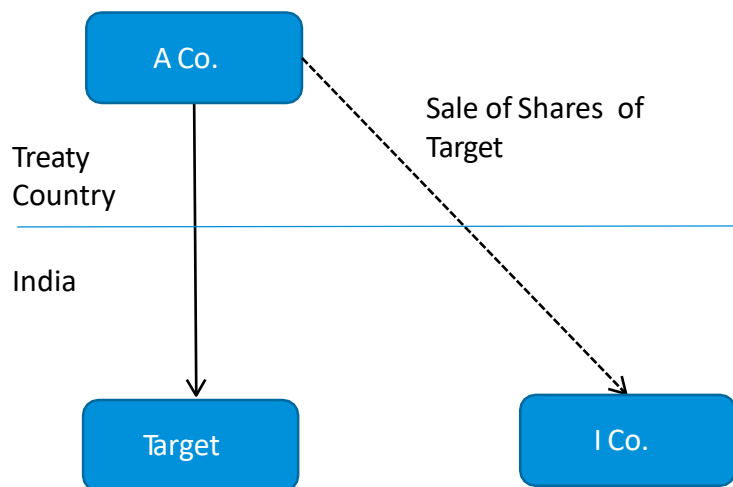 A Co.
Sale of Shares of
Target
Treaty
Country
India
Target
I Co.